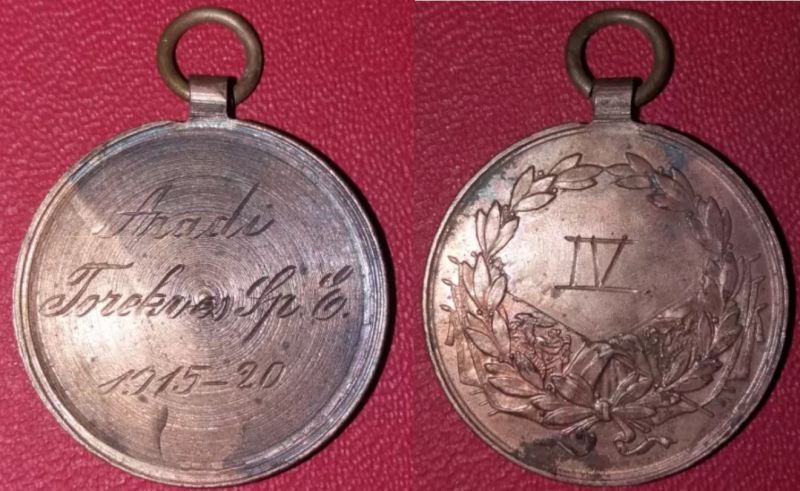 Aradi
Torekves Sp. E.
1915-20
IV